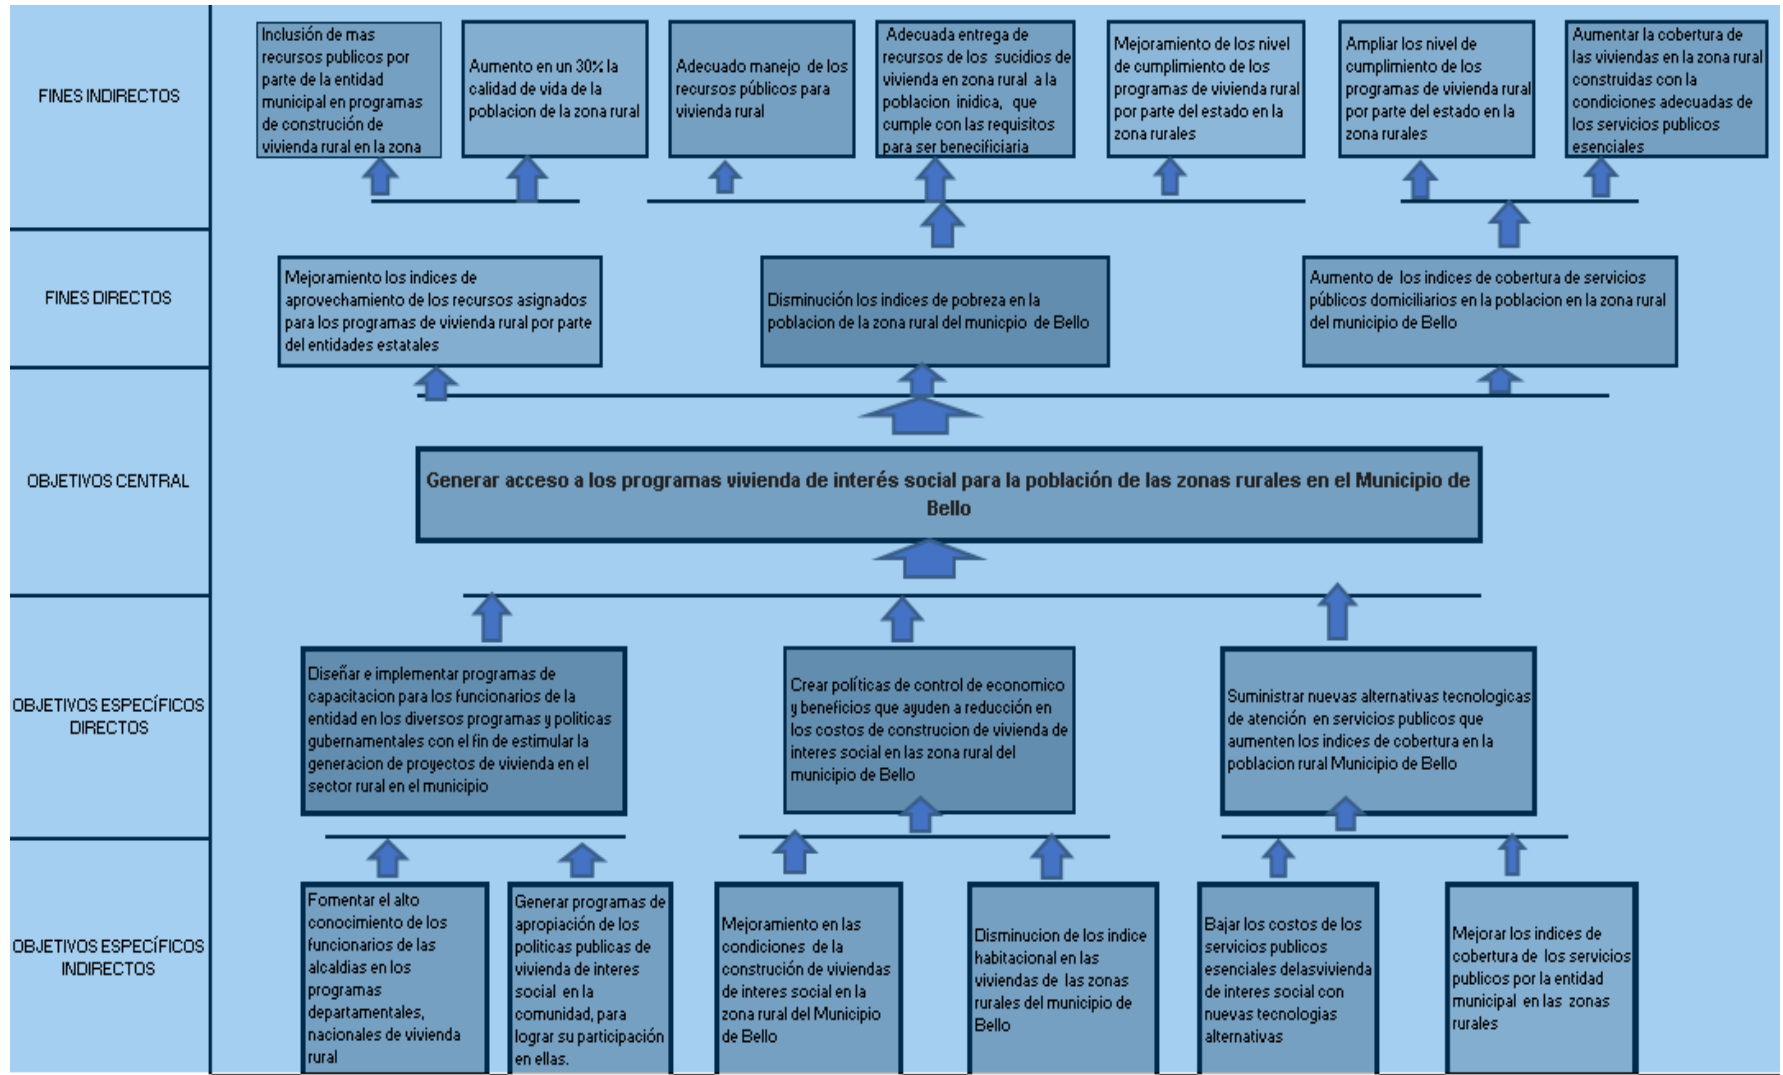 FINES INDIRECTOS
Inclusión de mas
recursos publicos por
parte de la entidad
municipal en programas
de construción de
vivienda rural en la zona
Aumento en un 30% la
calidad de vida de la
poblacion de la zona rural
Adecuado manejo de los
recursos públicos para
vivienda rural
Adecuada entrega de
recursos de los sucidios de
vivienda en zona rural a la
poblacion inidica, que
cumple con las requisitos
para ser benecificiaria
Mejoramiento de los nivel
de cumplimiento de los
programas de vivienda rural
por parte del estado en la
zona rurales
Ampliar los nivel de
cumplimiento de los
programas de vivienda rural
por parte del estado en la
zona rurales
Aumentar la cobertura de
las viviendas en la zona rural
construidas con la
condiciones adecuadas de
los servicios publicos
esenciales
FINES DIRECTOS
Mejoramiento los indices de
aprovechamiento de los recursos asignados
para los programas de vivienda rural por parte
del entidades estatales
Disminución los indices de pobreza en la
poblacion de la zona rural del municpio de Bello
Aumento de los indices de cobertura de servicios
públicos domiciliarios en la poblacion en la zona rural
del municipio de Bello
OBJETIVOS CENTRAL
Generar acceso a los programas vivienda de interés social para la población de las zonas rurales en el Municipio de
Bello
OBJETIVOS ESPECÍFICOS
DIRECTOS
Diseñar e implementar programas de
capacitacion para los funcionarios de la
entidad en los diversos programas y politicas
gubernamentales con el fin de estimular la
generacion de proyectos de vivienda en el
sector rural en el municipio
Crear políticas de control de economico
y beneficios que ayuden a reducción en
los costos de construcion de vivienda de
interes social en las zona rural del
municipio de Bello
Suministrar nuevas alternativas tecnologicas
de atención en servicios publicos que
aumenten los indices de cobertura en la
poblacion rural Municipio de Bello
OBJETIVOS ESPECÍFICOS
INDIRECTOS
Fomentar el alto
conocimiento de los
funcionarios de las
alcaldias en los
programas
departamentales,
nacionales de vivienda
rural
Generar programas de
apropiación de los
politicas publicas de
vivienda de interes
social en la
comunidad, para
lograr su participación
en ellas.
Mejoramiento en las
condiciones de la
construción de viviendas
de interes social en la
zona rural del Municipio
de Bello
Disminucion de los indice
habitacional en las
viviendas de las zonas
rurales del municipio de
Bello
Bajar los costos de los
servicios publicos
esenciales delasvivienda
de interes social con
nuevas tecnologias
alternativas
Mejorar los indices de
cobertura de los servicios
publicos por la entidad
municipal en las zonas
rurales